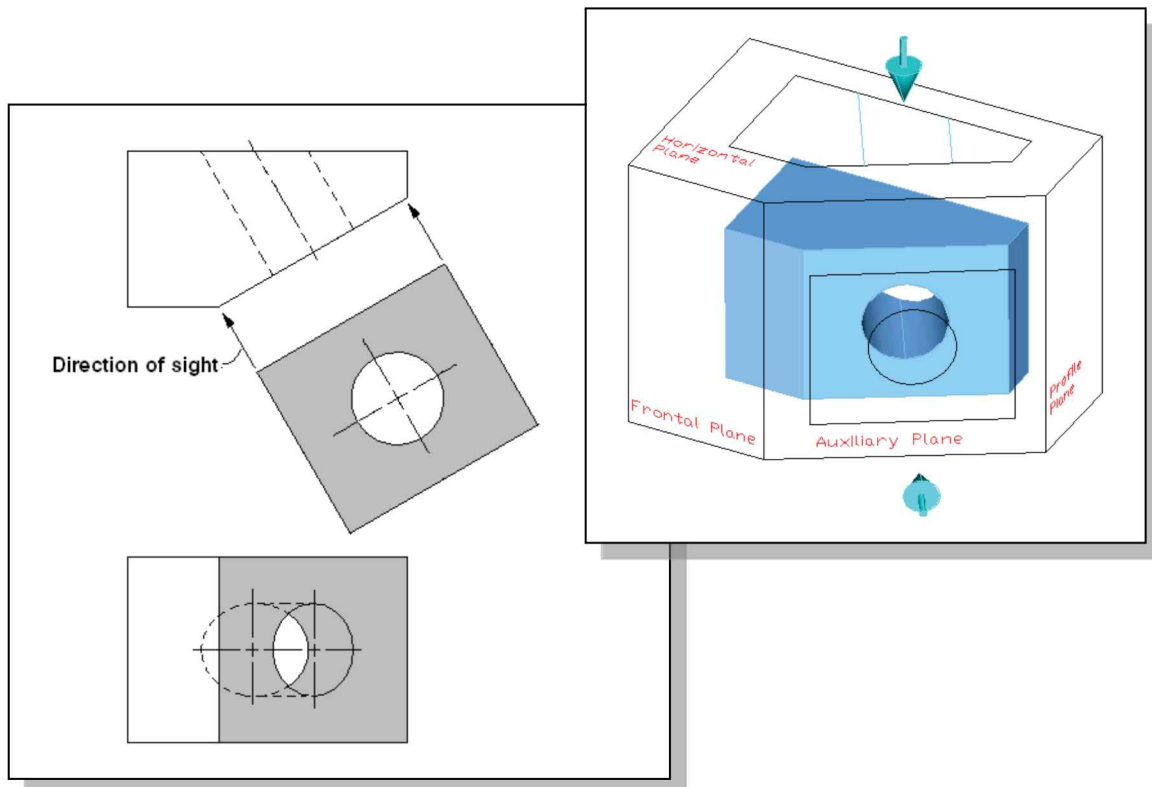 Direction of sight
Horizontal
Plane
Frontal Plane
Auxiliary Plane
Profile
Plane